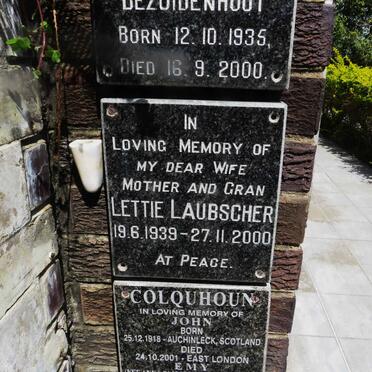 BEZUIDENHOUT
BORN 12.10.1935,
DIED 16.9.2000.
IN
LOVING MEMORY OF
MY DEAR WIFE
MOTHER AND GRAN
LETTIE LAUBSCHER
19.6.1939 – 27.11.2000
AT PEACE.
COLQUHOUN
IN LOVING MEMORY OF
JOHN
BORN
25.12.1918 - AUCHINLECK, SCOTLAND
DIED
24.10.2001 - EAST LONDON
EMY